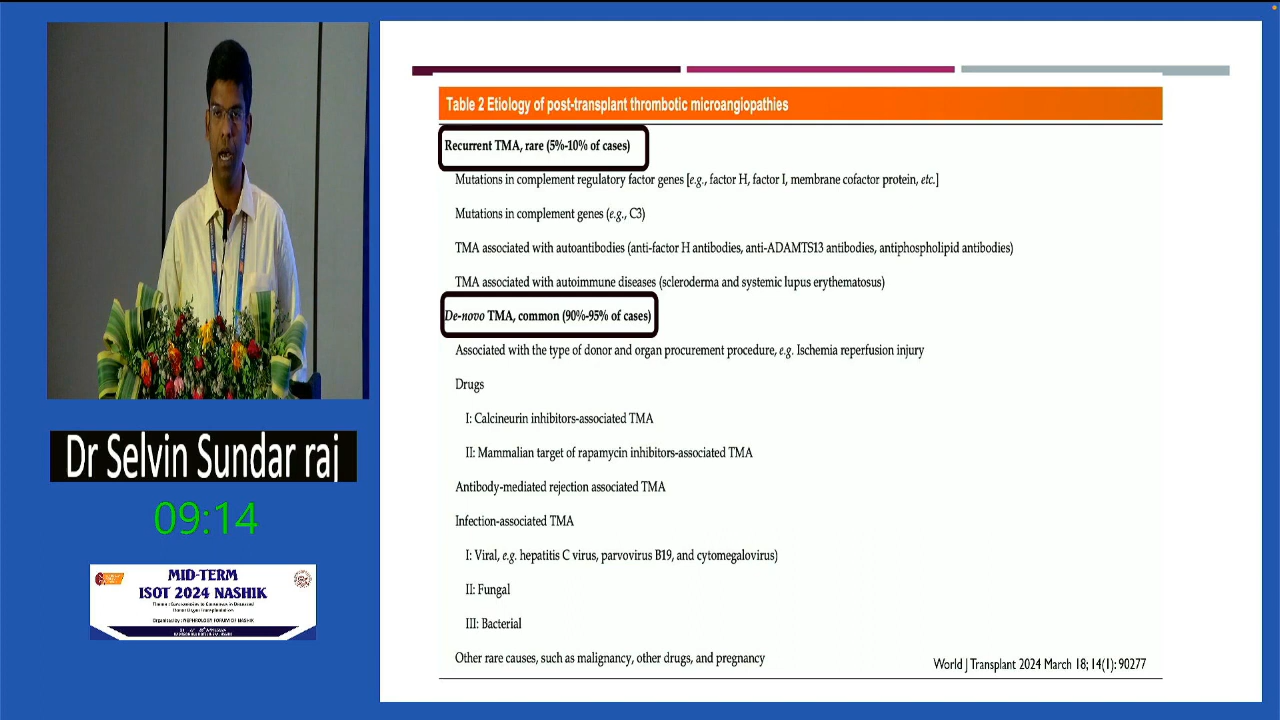 Table 2 Etiology of post-transplant thrombotic microangiopathies
Recurrent TMA, rare (5%-10% of cases)
Mutations in complement regulatory factor genes [e.g., factor H, factor I, membrane cofactor protein, etc.]
Mutations in complement genes (e.g., C3)
TMA associated with autoantibodies (anti-factor H antibodies, anti-ADAMTS13 antibodies, antiphospholipid antibodies)
TMA associated with autoimmune diseases (scleroderma and systemic lupus erythematosus)
De-novo TMA, common (90%-95% of cases)
Associated with the type of donor and organ procurement procedure, e.g. Ischemia reperfusion injury
Drugs
I: Calcineurin inhibitors-associated TMA
II: Mammalian target of rapamycin inhibitors-associated TMA
Antibody-mediated rejection associated TMA
Infection-associated TMA
I: Viral, e.g. hepatitis C virus, parvovirus B19, and cytomegalovirus)
II: Fungal
III: Bacterial
Other rare causes, such as malignancy, other drugs, and pregnancy
World J Transplant 2024 March 18; 14(1): 90277
Dr Selvin Sundar raj
09:14
MID-TERM
ISOT 2024 NASHIK
Organised by : NEPHROLOGY FORUM OF NASHIK